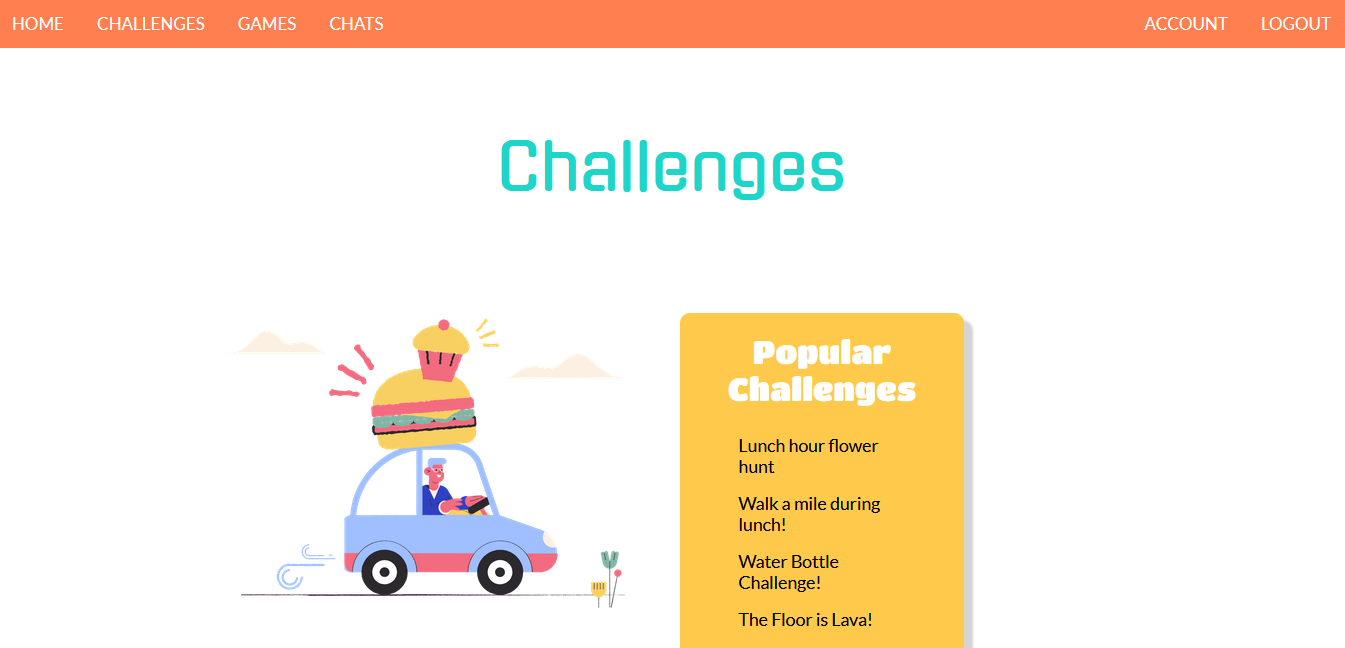 HOME CHALLENGES GAMES CHATS ACCOUNT LOGOUT
Challenges
Popular
Challenges
Lunch hour flower
hunt
Walk a mile during
lunch!
Water Bottle
Challenge!
The Floor is Lava!